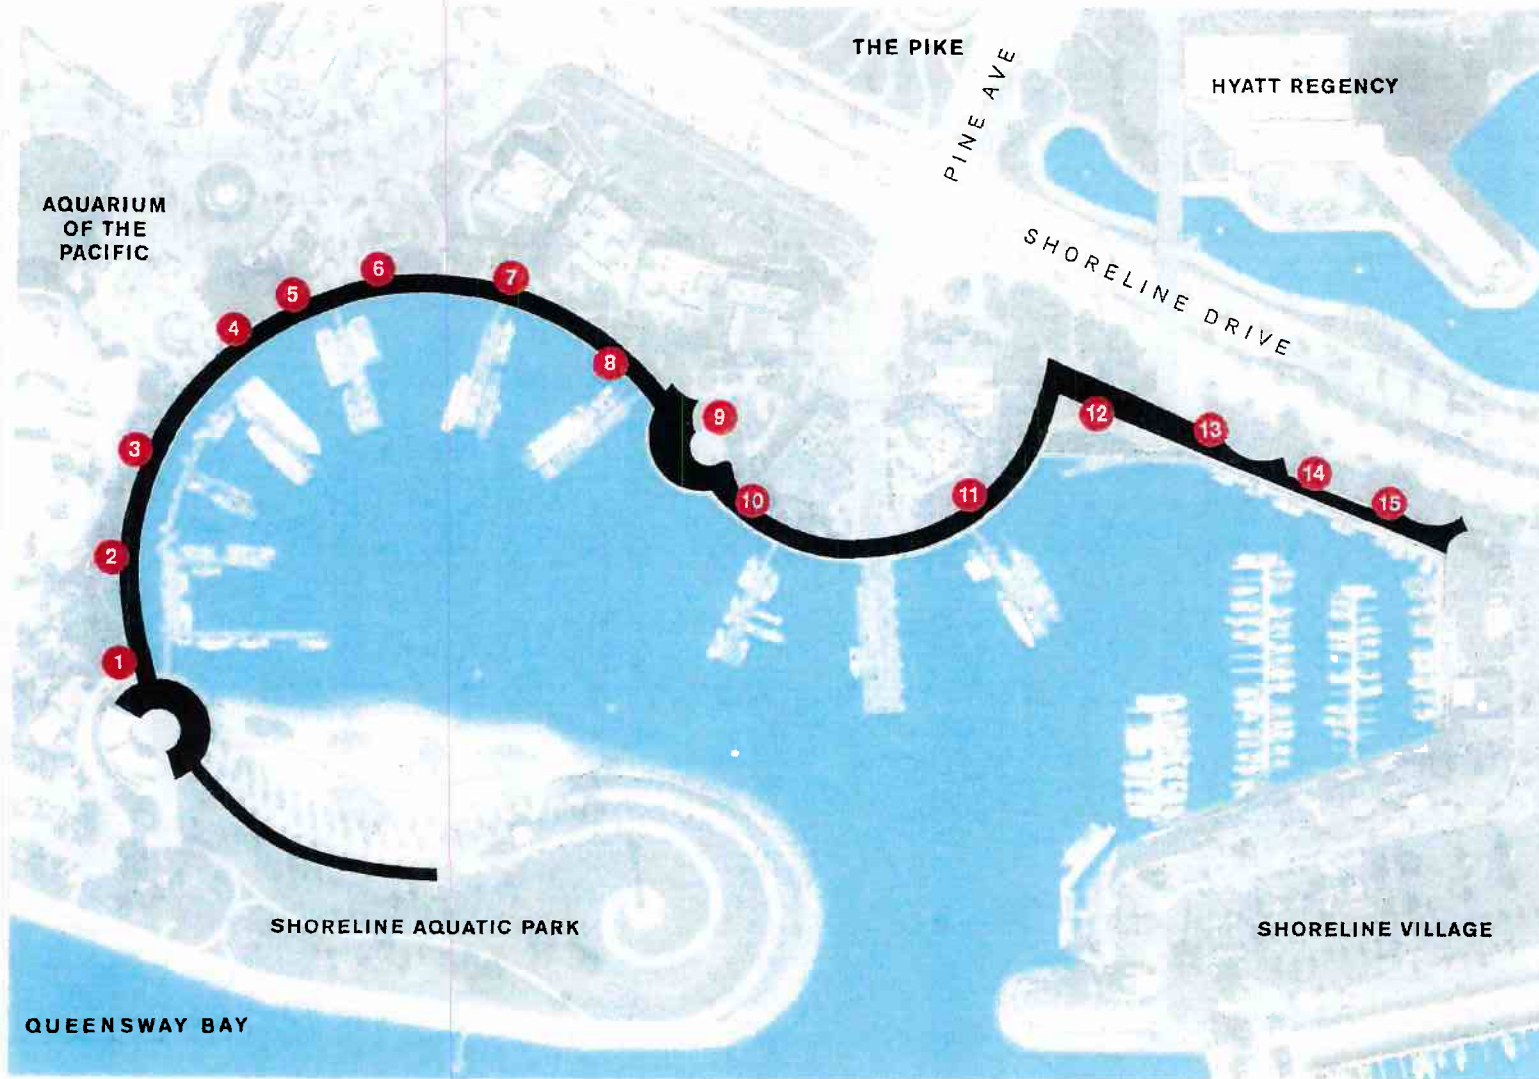 THE PIKE
PINE AVE
HYATT REGENCY
AQUARIUM
OF THE
PACIFIC
SHORELINE DRIVE
6
7
5
4
8
9
12
3
13
14
10
11
15
2
1
SHORELINE AQUATIC PARK
SHORELINE VILLAGE
QUEENSWAY BAY